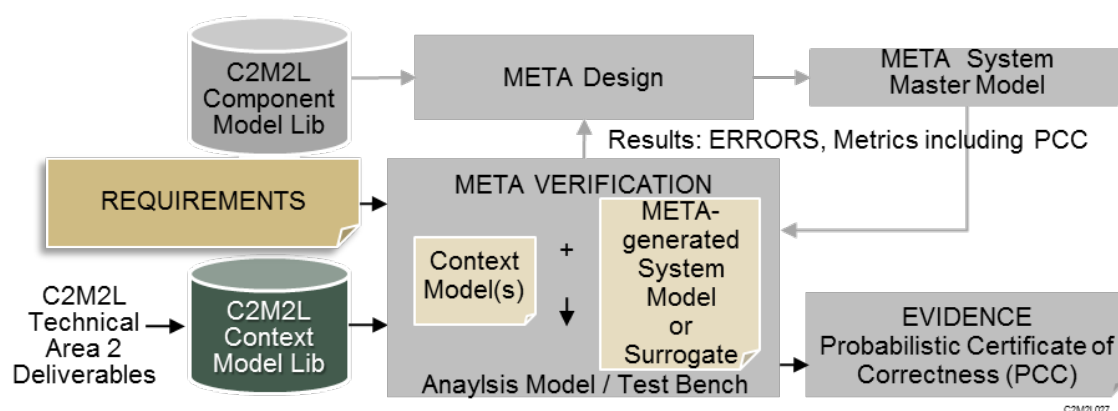 C2M2L
Component
Model Lib
META Design
META System
Master Model
Results: ERRORS, Metrics including PCC
REQUIREMENTS
META VERIFICATION
Context
Model(s)
+
META-
generated
System
Model
or
Surrogate
Anaylsis Model / Test Bench
C2M2L
Technical
Area 2
Deliverables
C2M2L
Context
Model Lib
EVIDENCE
Probabilistic Certificate of
Correctness (PCC)
C2M2L027